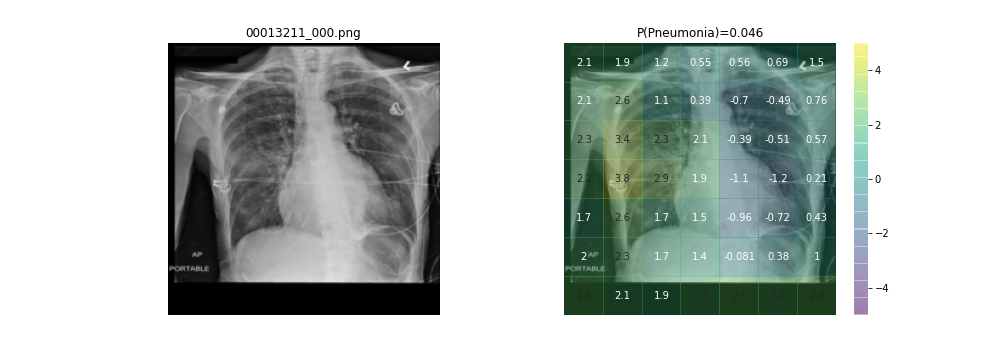 00013211_000.png
AP
PORTABLE
P(Pneumonia)=0.046
2.1 1.9 1.2 0.55 0.56 0.69 1.5
2.1 2.6 1.1 0.39 -0.7 -0.49 0.76
2.3 3.4 2.3 2.1 -0.39 -0.51 0.57
3.8 2.9 1.9 -1.1 -1.2 0.21
1.7 2.6 1.7 1.5 -0.96 -0.72 0.43
2 2.3 1.7 1.4 -0.081 0.38 1
AP
PORTABLE
2.1 1.9
4
2
0
−2
−4